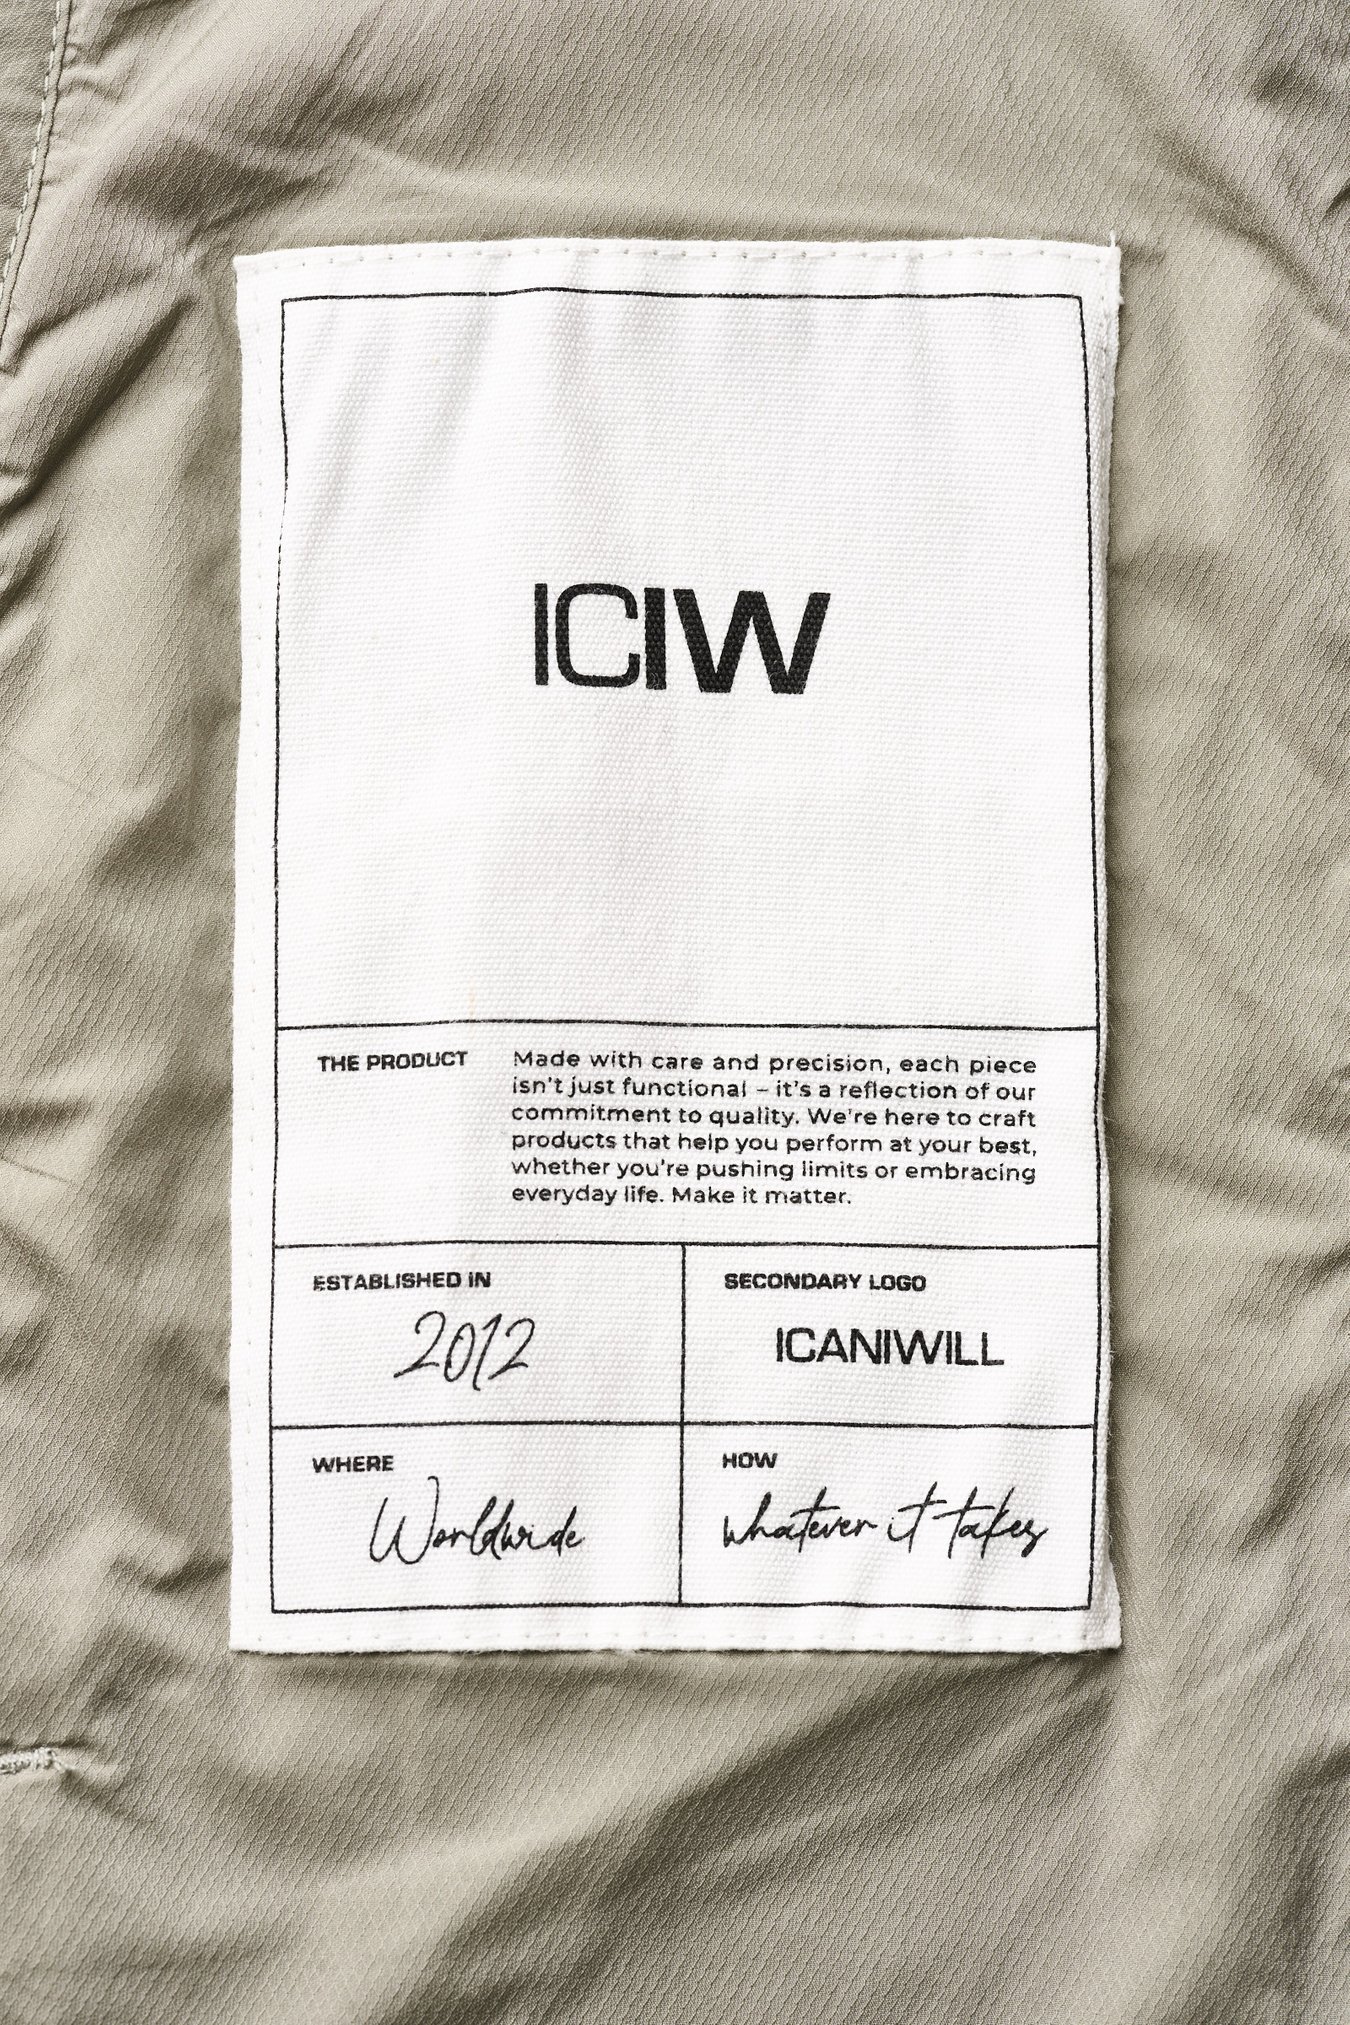 ICIW
THE PRODUCT
Made with care and precision, each piece
isn't just functional – it's a reflection of our
commitment to quality. We're here to craft
products that help you perform at your best,
whether you're pushing limits or embracing
everyday life. Make it matter.
ESTABLISHED IN
2012
SECONDARY LOGO
ICANIWILL
WHERE
Worldwide
HOW
whatever it takes